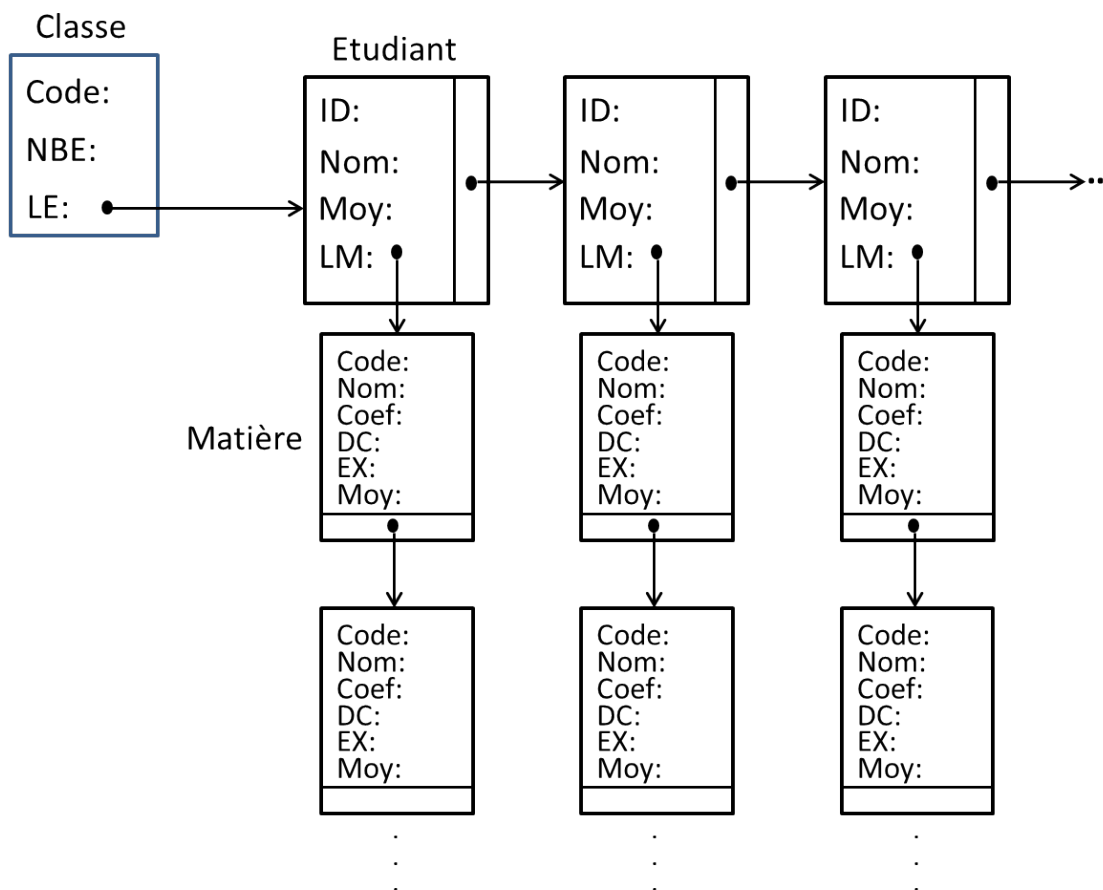 Classe
Code:
NBE:
LE:
Etudiant
ID:
Nom:
Moy:
LM:
ID:
Nom:
Moy:
LM:
ID:
Nom:
Moy:
LM:
..
Matière
Code:
Nom:
Coef:
DC:
EX:
Moy:
Code:
Nom:
Coef:
DC:
EX:
Moy:
Code:
Nom:
Coef:
DC:
EX:
Moy:
Code:
Nom:
Coef:
DC:
EX:
Moy:
Code:
Nom:
Coef:
DC:
EX:
Moy:
Code:
Nom:
Coef:
DC:
EX:
Moy:
. . .
. . .
. . .